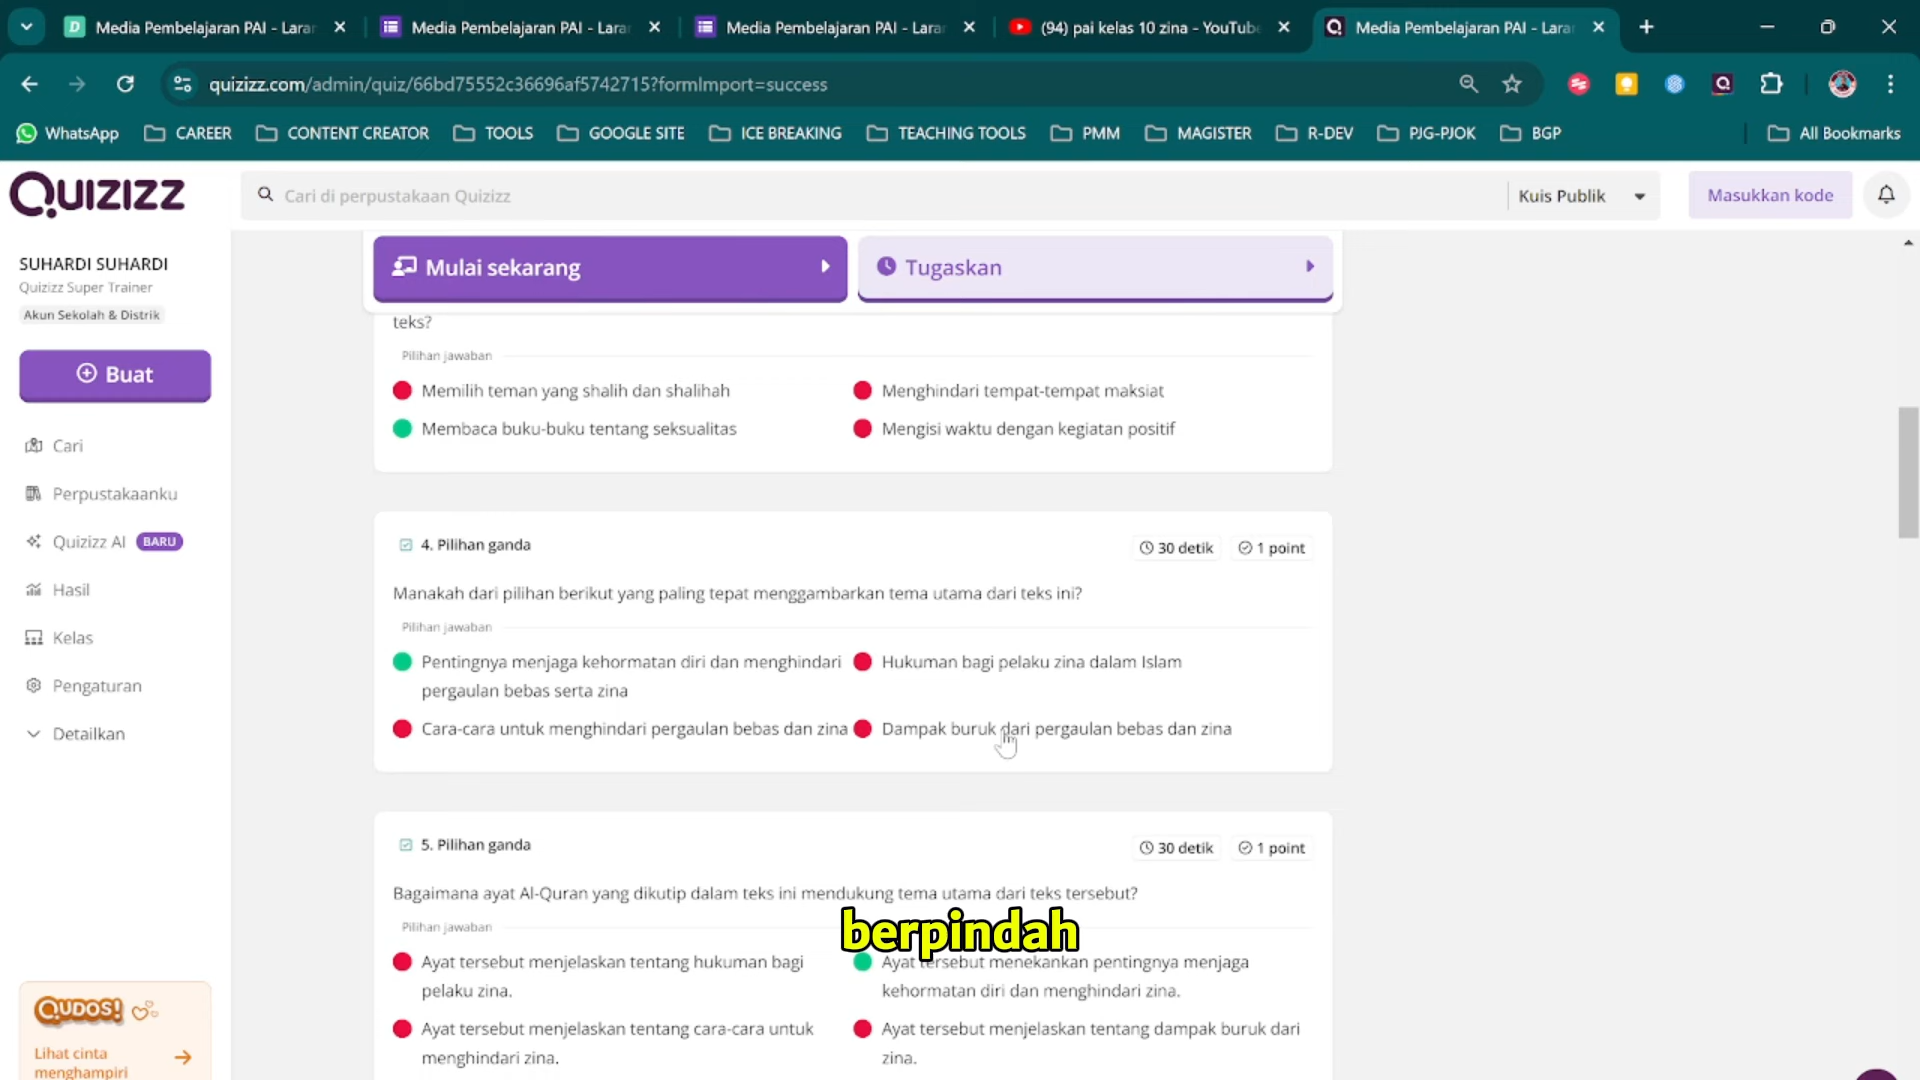 Media Pembelajaran PAI - Larar
Media Pembelajaran PAI - Larar
Media Pembelajaran PAI - Larar
(94) pai kelas 10 zina - YouTube
Media Pembelajaran PAI - Larar
quizizz.com/admin/quiz/66bd75552c36696af5742715?formImport=success
WhatsApp
CAREER
CONTENT CREATOR
TOOLS
GOOGLE SITE
ICE BREAKING
TEACHING TOOLS
PMM
MAGISTER
R-DEV
PJG-PJOK
BGP
All Bookmarks
QUIZIZZ
Cari di perpustakaan Quizizz
Kuis Publik
Masukkan kode
SUHARDI SUHARDI
Quizizz Super Trainer
Akun Sekolah & Distrik
Buat
Cari
Perpustakaanku
Quizizz AI BARU
Hasil
Kelas
Pengaturan
Detailkan
QUDOS!
Lihat cinta
menghampiri
Mulai sekarang
Tugaskan
teks?
Pilihan jawaban
Memilih teman yang shalih dan shalihah
Menghindari tempat-tempat maksiat
Membaca buku-buku tentang seksualitas
Mengisi waktu dengan kegiatan positif
4. Pilihan ganda
30 detik
1 point
Manakah dari pilihan berikut yang paling tepat menggambarkan tema utama dari teks ini?
Pilihan jawaban
Pentingnya menjaga kehormatan diri dan menghindari
pergaulan bebas serta zina
Hukuman bagi pelaku zina dalam Islam
Cara-cara untuk menghindari pergaulan bebas dan zina
Dampak buruk dari pergaulan bebas dan zina
5. Pilihan ganda
30 detik
1 point
Bagaimana ayat Al-Quran yang dikutip dalam teks ini mendukung tema utama dari teks tersebut?
Pilihan jawaban
berpindah
Ayat tersebut menjelaskan tentang hukuman bagi
pelaku zina.
Ayat tersebut menekankan pentingnya menjaga
kehormatan diri dan menghindari zina.
Ayat tersebut menjelaskan tentang cara-cara untuk
menghindari zina.
Ayat tersebut menjelaskan tentang dampak buruk dari
zina.